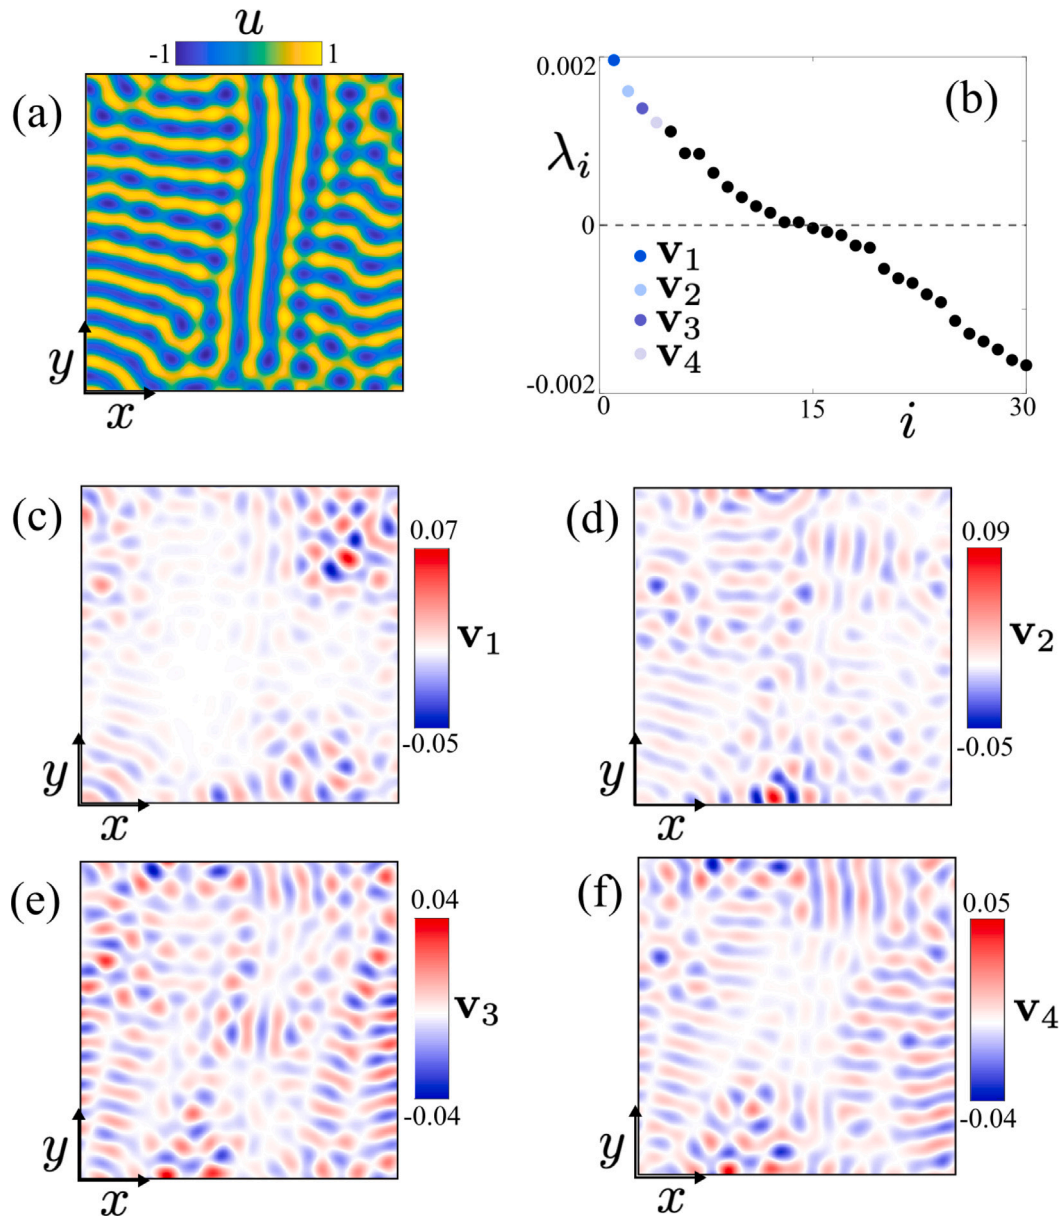 u
-1 1
(a)
y
x
(b)
0.002
λi
0
-0.002
v1
v2
v3
v4
0 15 30
i
(c)
0.07
v1
-0.05
y
x
(d)
0.09
v2
-0.05
y
x
(e)
0.04
v3
-0.04
y
x
(f)
0.05
v4
-0.04
y
x